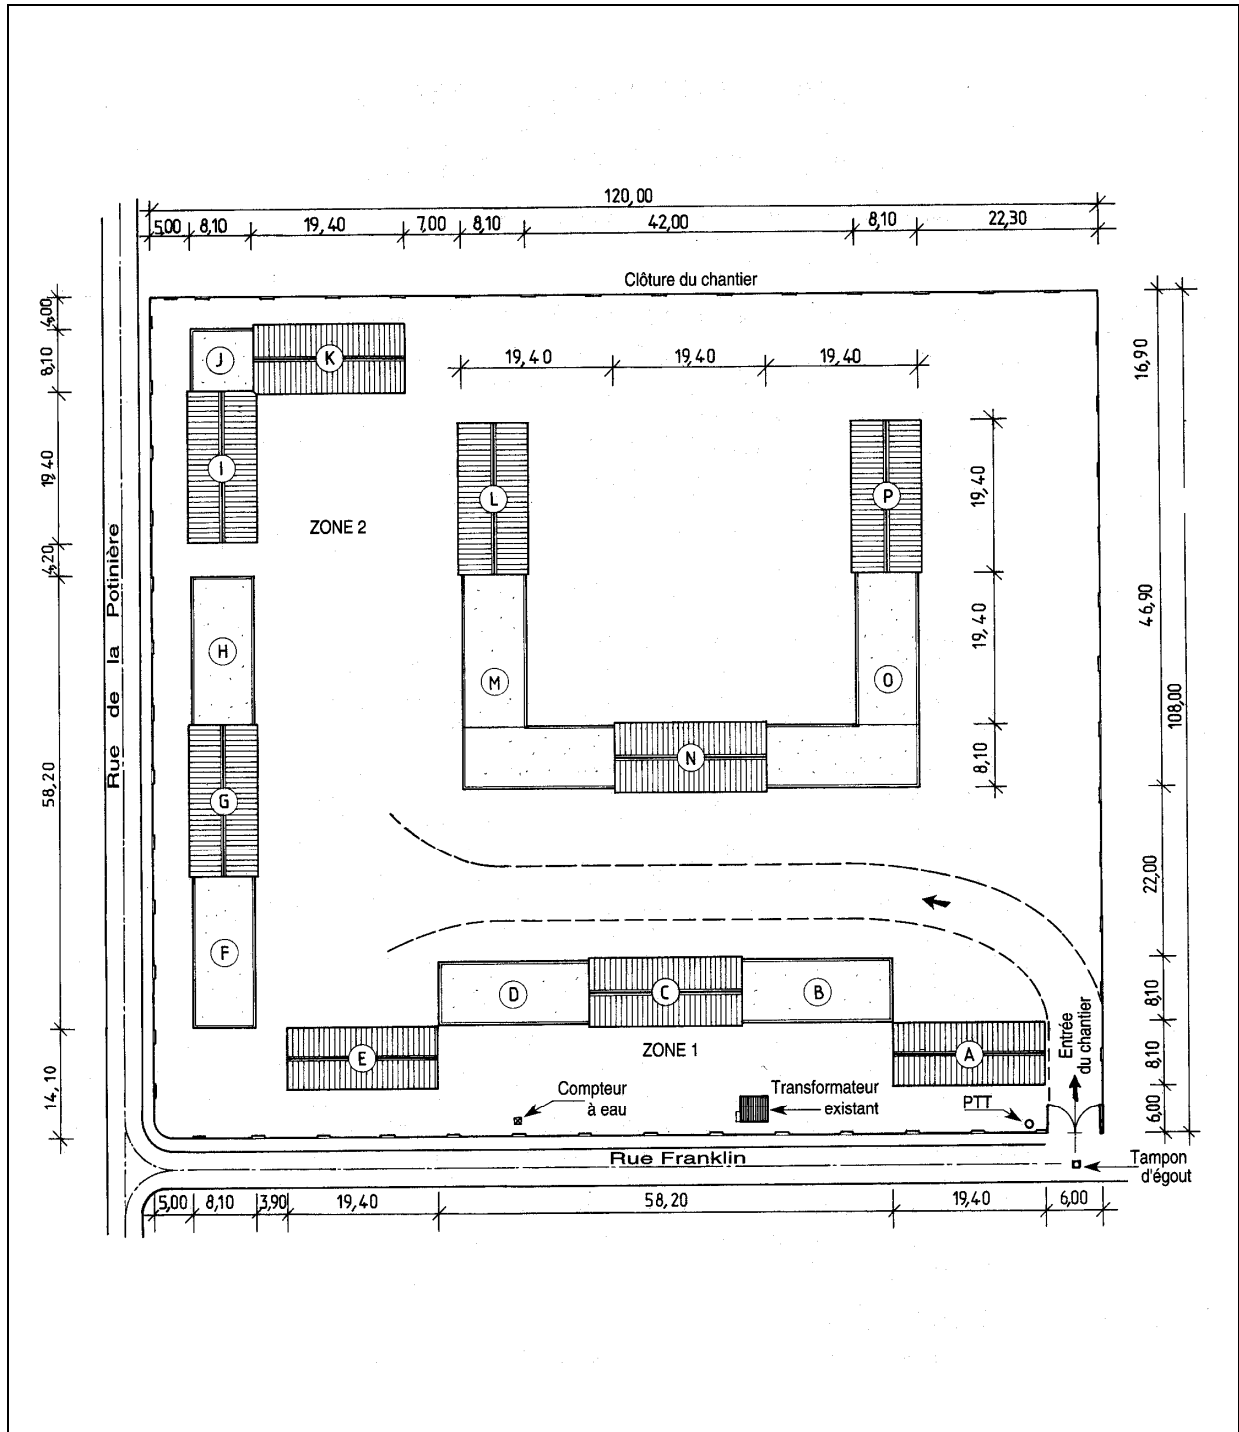 120,00
5,00 8,10 19,40 7,00 8,10 42,00 8,10 22,30
Clôture du chantier
4,00
8,10
19,40
4,20
58,20
14,10
16,90
46,90
108,00
22,00
8,10
8,10
6,00
19,40 19,40 19,40
19,40
19,40
8,10
J
K
I
L
P
ZONE 2
H
M
O
N
G
F
D
C
B
E
ZONE 1
A
Entrée
du chantier
Compteur
à eau
Transformateur
existant
PTT
Rue de la Potinière
Rue Franklin
Tampon
d'égout
5,00 8,10 3,90 19,40 58,20 19,40 6,00